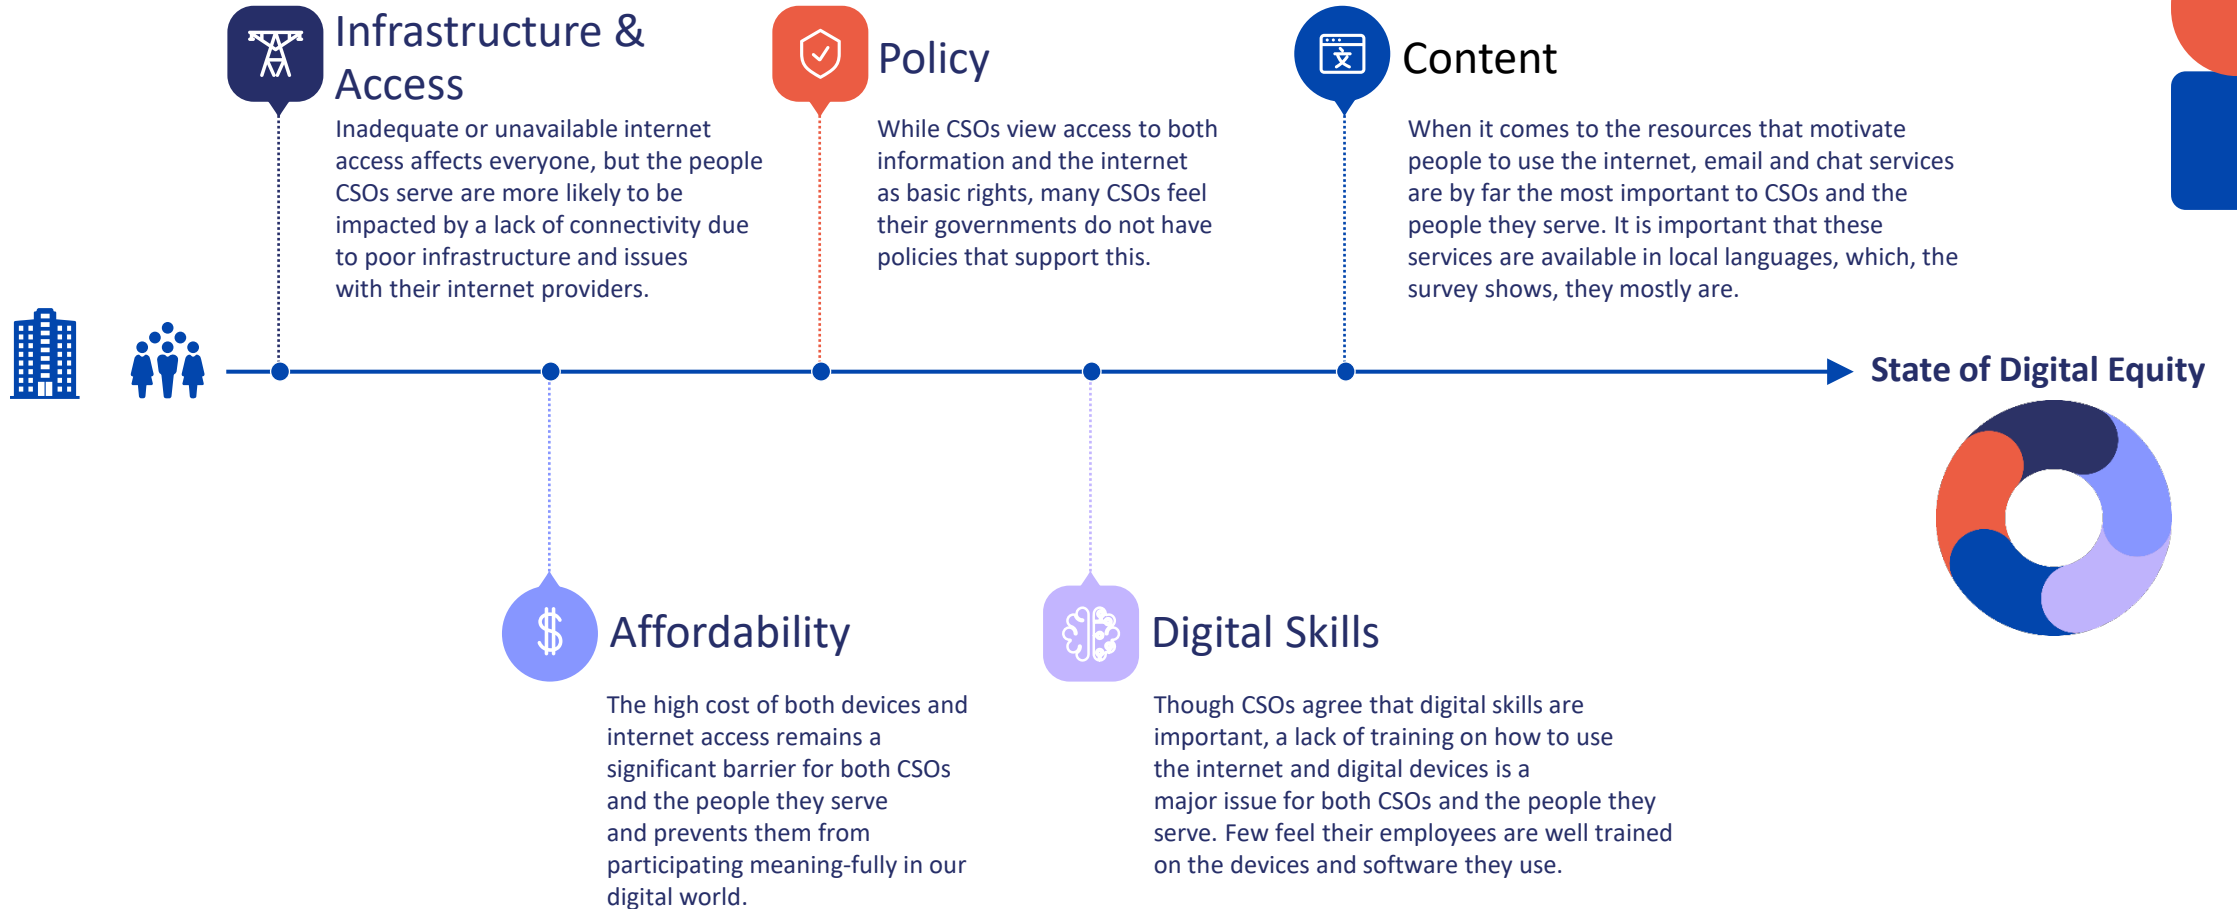 Infrastructure &
Access
Inadequate or unavailable internet
access affects everyone, but the people
CSOs serve are more likely to be
impacted by a lack of connectivity due
to poor infrastructure and issues
with their internet providers.
Policy
While CSOs view access to both
information and the internet
as basic rights, many CSOs feel
their governments do not have
policies that support this.
Content
When it comes to the resources that motivate
people to use the internet, email and chat services
are by far the most important to CSOs and the
people they serve. It is important that these
services are available in local languages, which, the
survey shows, they mostly are.
State of Digital Equity
$ Affordability
The high cost of both devices and
internet access remains a
significant barrier for both CSOs
and the people they serve
and prevents them from
participating meaning-fully in our
digital world.
Digital Skills
Though CSOs agree that digital skills are
important, a lack of training on how to use
the internet and digital devices is a
major issue for both CSOs and the people they
serve. Few feel their employees are well trained
on the devices and software they use.